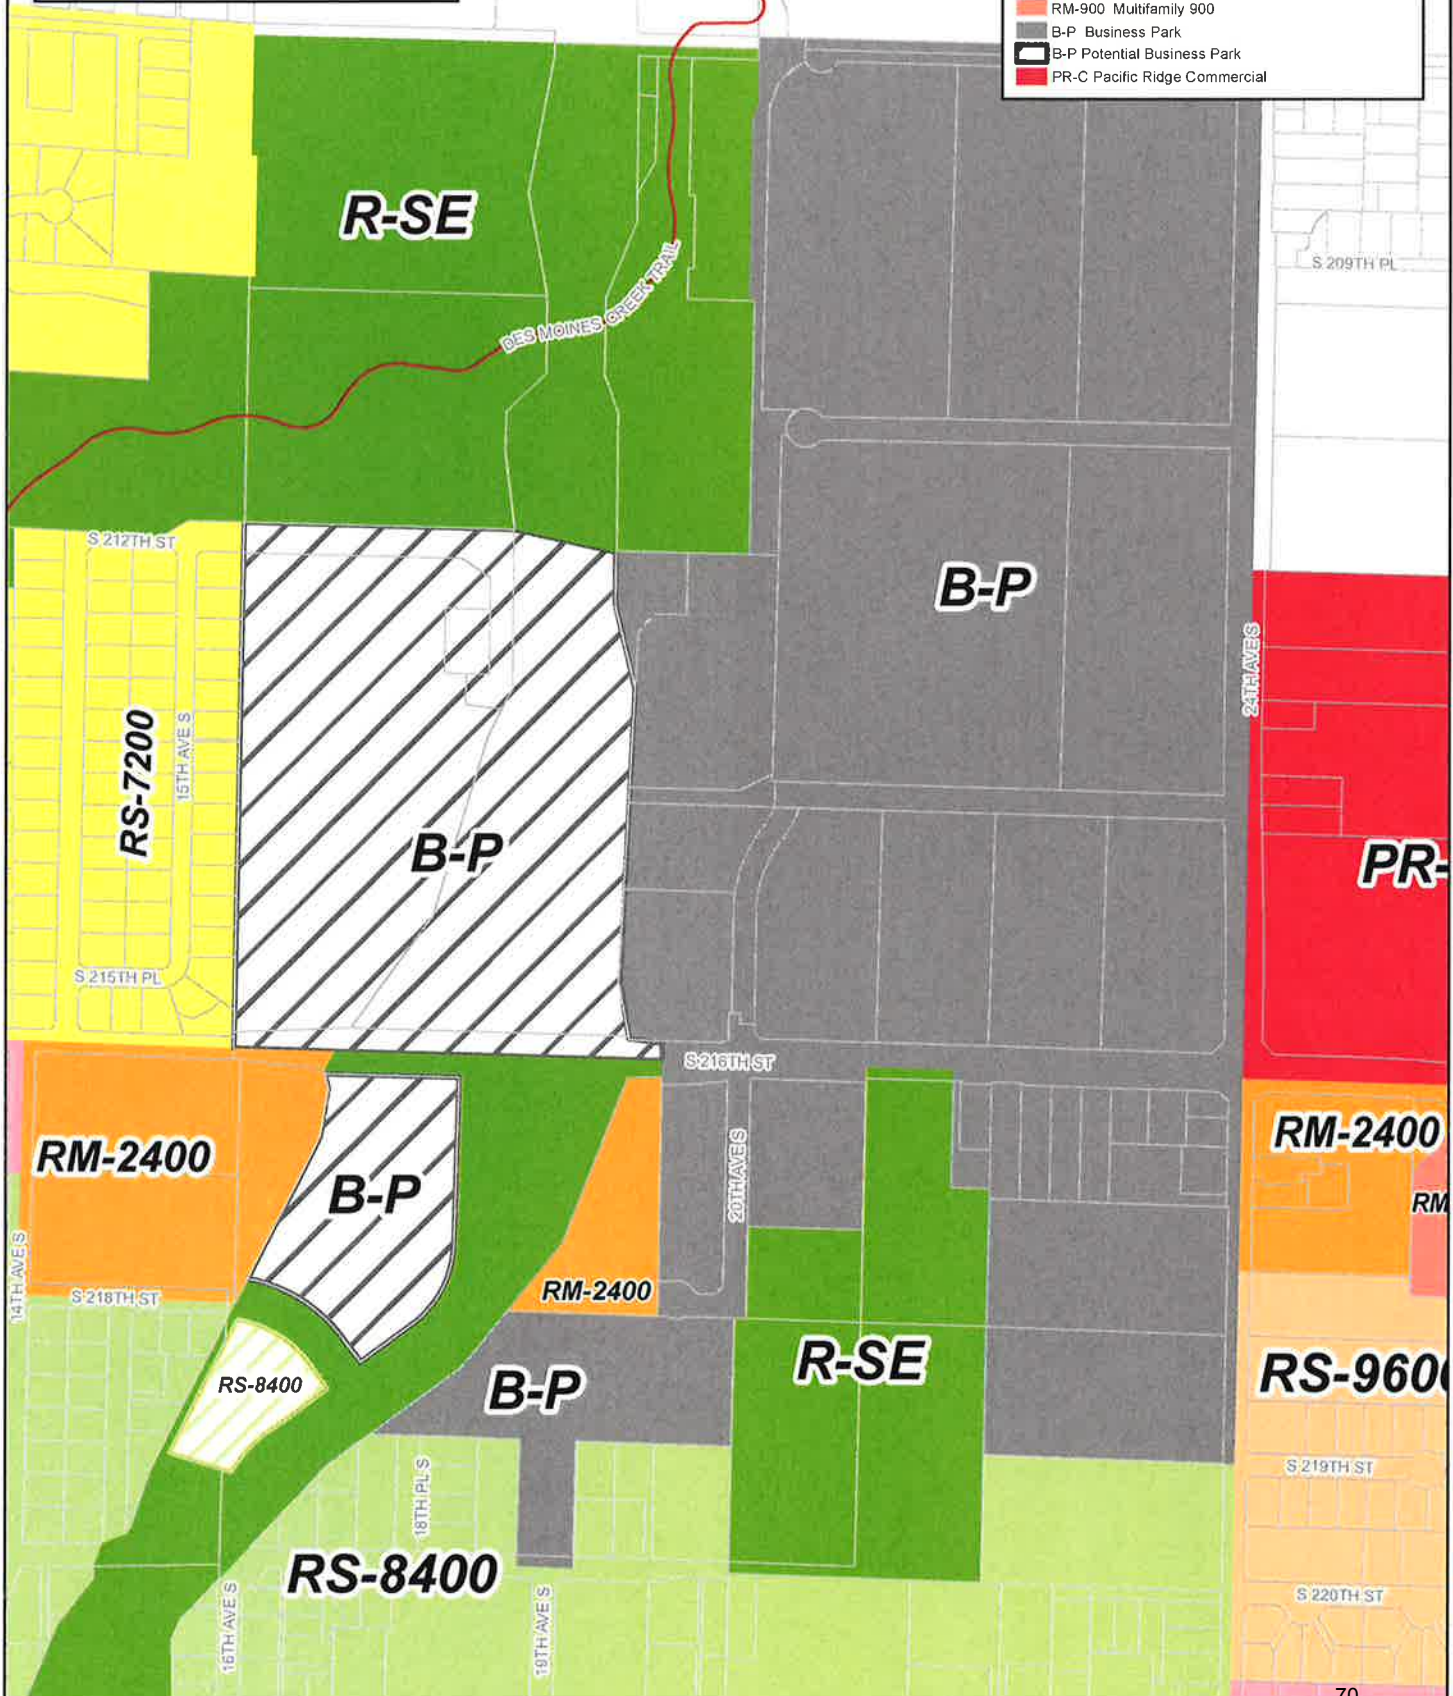 RM-900 Multifamily 900
B-P Business Park
B-P Potential Business Park
PR-C Pacific Ridge Commercial
R-SE
S 209TH PL
DES MOINES CREEK TRAIL
S 212TH ST
B-P
24TH AVE S
RS-7200
15TH AVE S
B-P
PR-
S 215TH PL
S 216TH ST
RM-2400
RM-2400
20TH AVE S
B-P
RM
14TH AVE S
S 218TH ST
RM-2400
R-SE
RS-8400
B-P
RS-960
S 219TH ST
18TH PL S
RS-8400
S 220TH ST
16TH AVE S
19TH AVE S
70